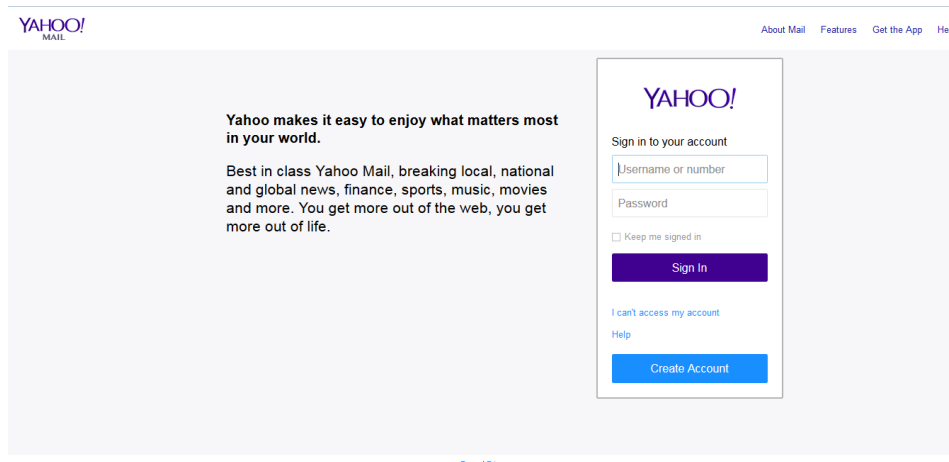 YAHOO!
MAIL
About Mail Features Get the App He
Yahoo makes it easy to enjoy what matters most
in your world.
Best in class Yahoo Mail, breaking local, national
and global news, finance, sports, music, movies
and more. You get more out of the web, you get
more out of life.
YAHOO!
Sign in to your account
Username or number
Password
Keep me signed in
Sign In
I can't access my account
Help
Create Account